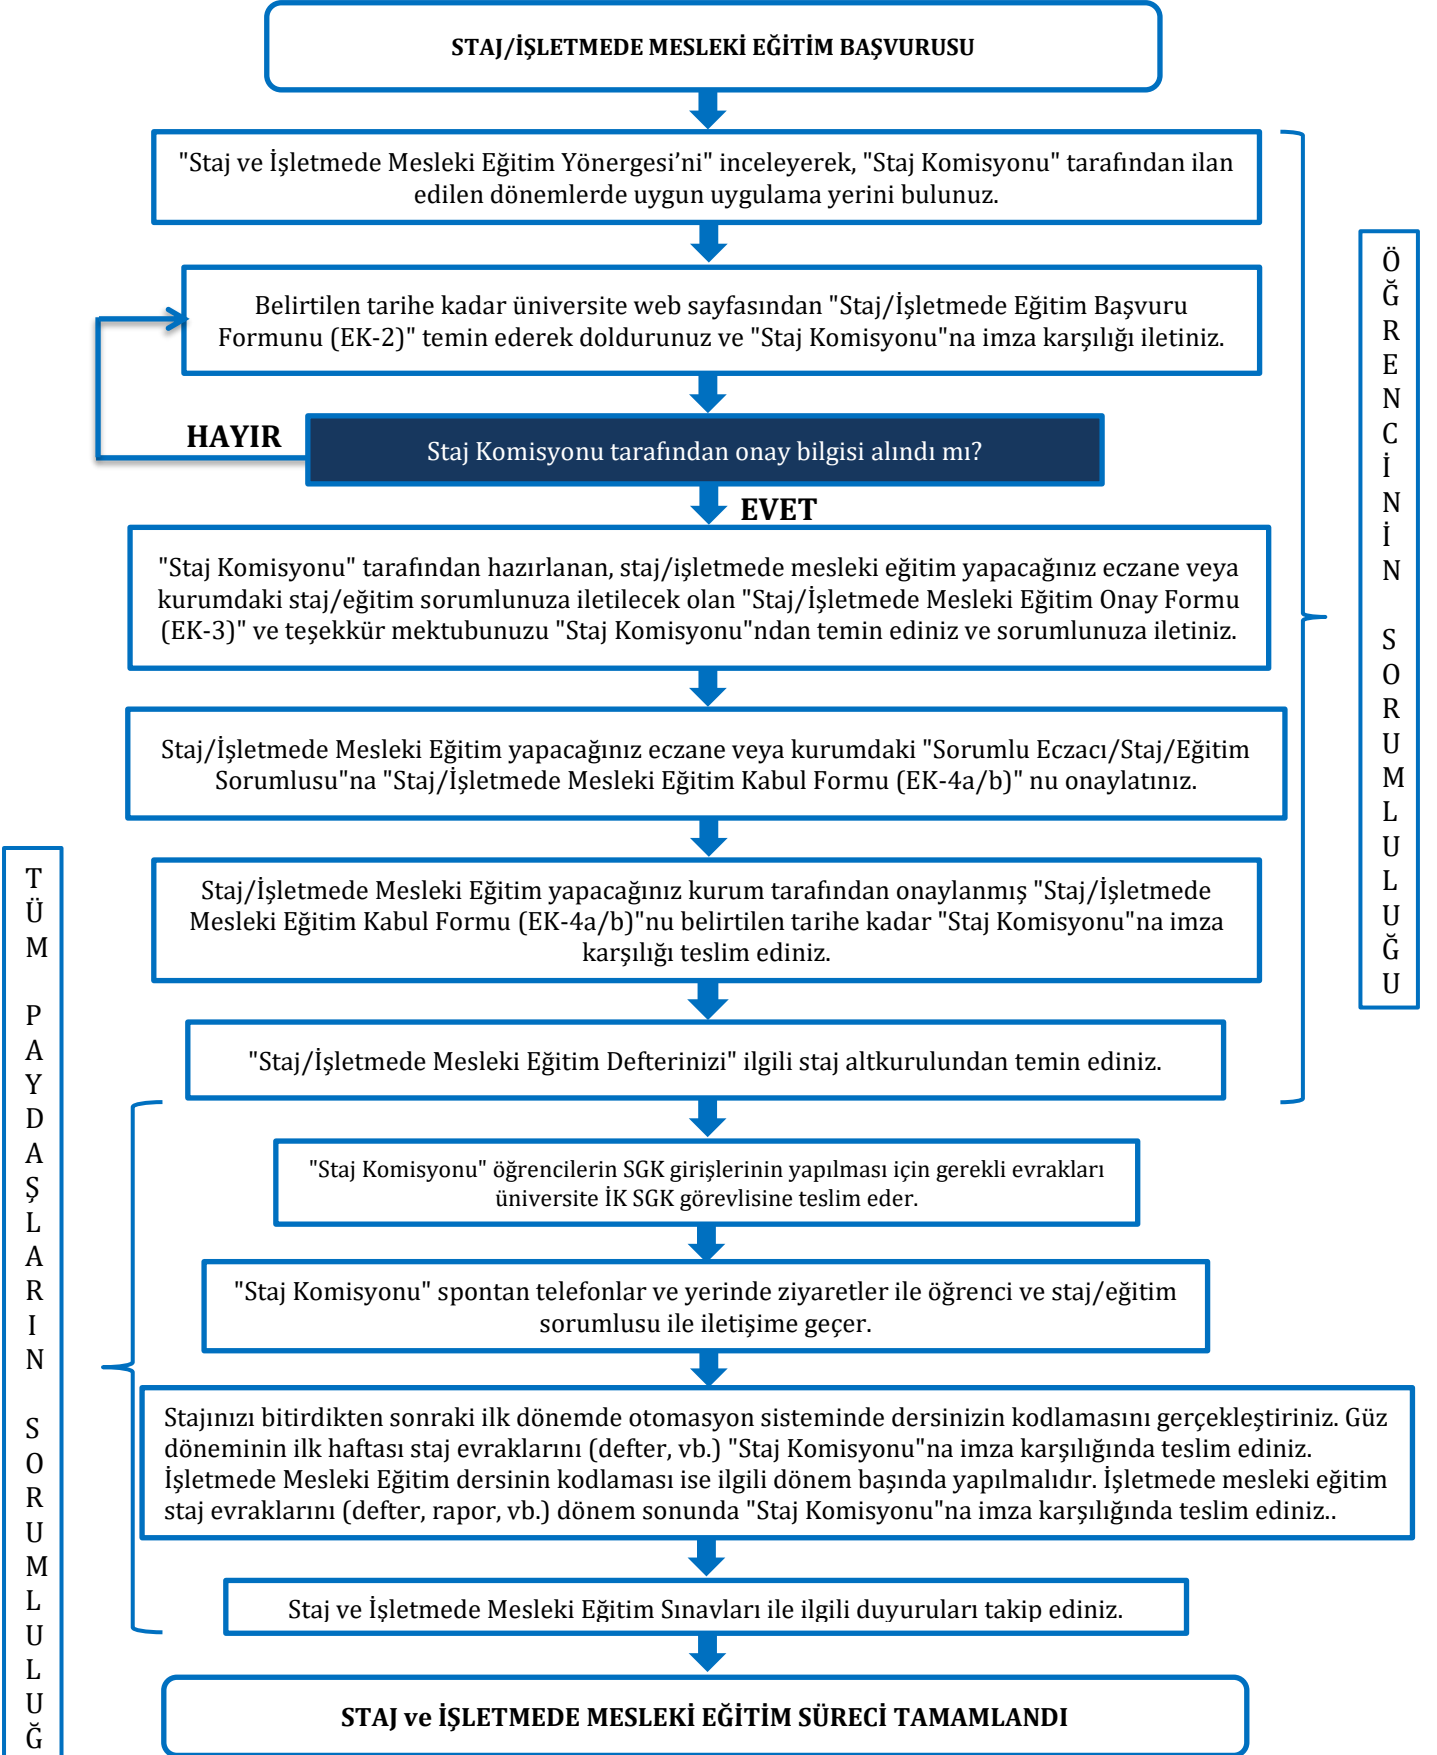 STAJ/İŞLETMEDE MESLEKİ EĞİTİM BAŞVURUSU
"Staj ve İşletmede Mesleki Eğitim Yönergesi’ni" inceleyerek, "Staj Komisyonu" tarafından ilan
edilen dönemlerde uygun uygulama yerini bulunuz.
Belirtilen tarihe kadar üniversite web sayfasından "Staj/İşletmede Eğitim Başvuru
Formunu (EK-2)" temin ederek doldurunuz ve "Staj Komisyonu"na imza karşılığı iletiniz.
HAYIR
Staj Komisyonu tarafından onay bilgisi alındı mı?
EVET
"Staj Komisyonu" tarafından hazırlanan, staj/işletmede mesleki eğitim yapacağınız eczane veya
kurumdaki staj/eğitim sorumlunuza iletilecek olan "Staj/İşletmede Mesleki Eğitim Onay Formu
(EK-3)" ve teşekkür mektubunuzu "Staj Komisyonu"ndan temin ediniz ve sorumlunuza iletiniz.
Staj/İşletmede Mesleki Eğitim yapacağınız eczane veya kurumdaki "Sorumlu Eczacı/Staj/Eğitim
Sorumlusu"na "Staj/İşletmede Mesleki Eğitim Kabul Formu (EK-4a/b)" nu onaylatınız.
Staj/İşletmede Mesleki Eğitim yapacağınız kurum tarafından onaylanmış "Staj/İşletmede
Mesleki Eğitim Kabul Formu (EK-4a/b)"nu belirtilen tarihe kadar "Staj Komisyonu"na imza
karşılığı teslim ediniz.
"Staj/İşletmede Mesleki Eğitim Defterinizi" ilgili staj altkurulundan temin ediniz.
ÖĞRENCİNİN SORUMLULUĞU
"Staj Komisyonu" öğrencilerin SGK girişlerinin yapılması için gerekli evrakları
üniversite İK SGK görevlisine teslim eder.
"Staj Komisyonu" spontan telefonlar ve yerinde ziyaretler ile öğrenci ve staj/eğitim
sorumlusu ile iletişime geçer.
Stajınızı bitirdikten sonraki ilk dönemde otomasyon sisteminde dersinizin kodlamasını gerçekleştiriniz. Güz
döneminin ilk haftası staj evraklarını (defter, vb.) "Staj Komisyonu"na imza karşılığında teslim ediniz.
İşletmede Mesleki Eğitim dersinin kodlaması ise ilgili dönem başında yapılmalıdır. İşletmede mesleki eğitim
staj evraklarını (defter, rapor, vb.) dönem sonunda "Staj Komisyonu"na imza karşılığında teslim ediniz..
Staj ve İşletmede Mesleki Eğitim Sınavları ile ilgili duyuruları takip ediniz.
TÜM PAYDAŞLARIN SORUMLULUĞ
STAJ ve İŞLETMEDE MESLEKİ EĞİTİM SÜRECİ TAMAMLANDI